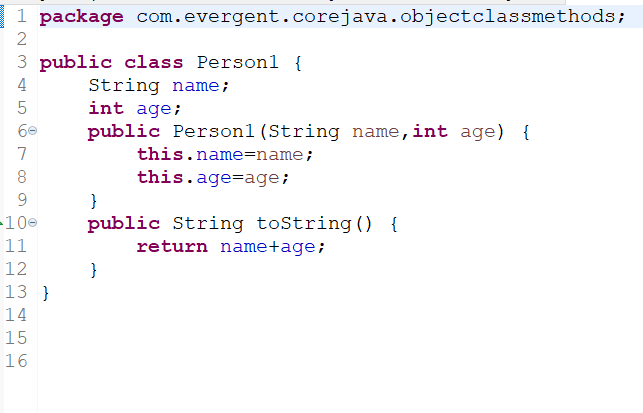 1 package com.evergent.corejava.objectclassmethods;
2
3 public class Person1 {
4     String name;
5     int age;
6     public Person1(String name,int age) {
7         this.name=name;
8         this.age=age;
9     }
10     public String toString() {
11         return name+age;
12     }
13 }
14
15
16